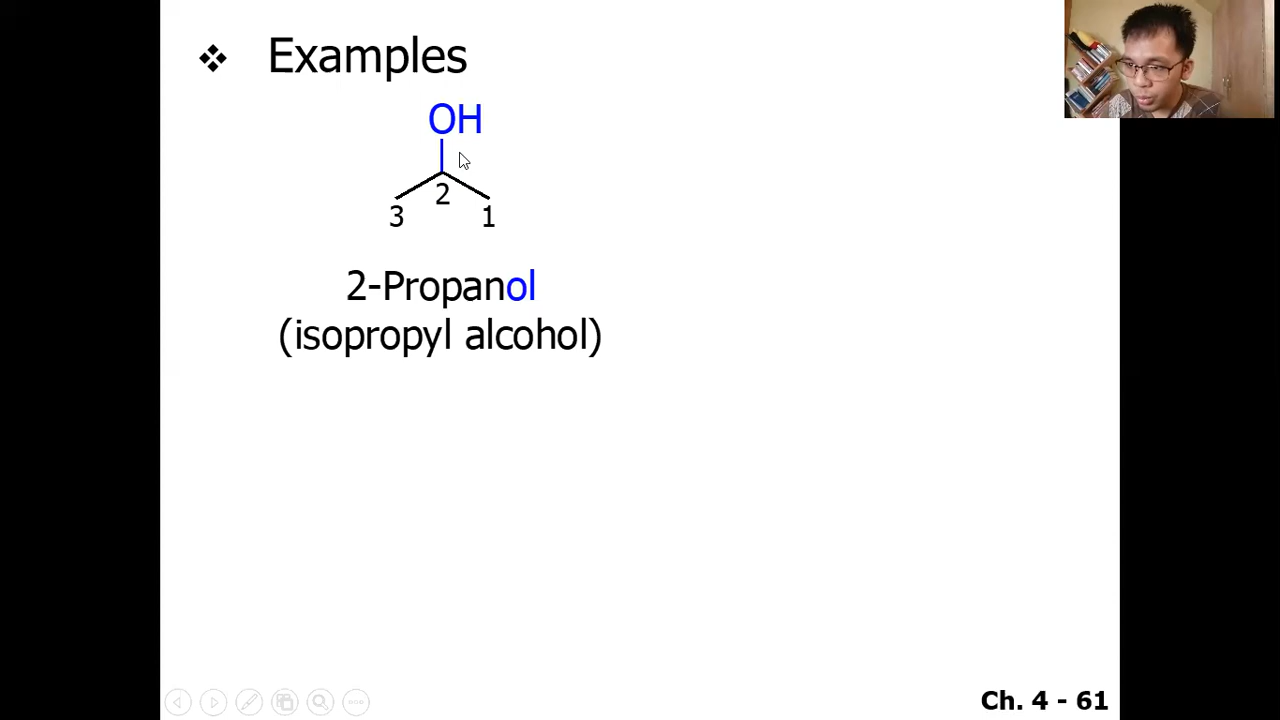 ❖ Examples
OH
2
3 1
2-Propanol
(isopropyl alcohol)
Ch. 4 - 61